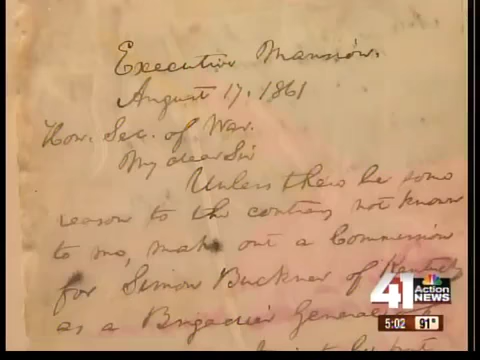 Executive Mansion.
August 17, 1861
Hon. Sec. of War.
My dear Sir
Unless there be some
reason to the contrary not known
to me, make out a Commission
for Simon Buckner of
as a Brigadier General
41 Action
NEWS
5:02 91°